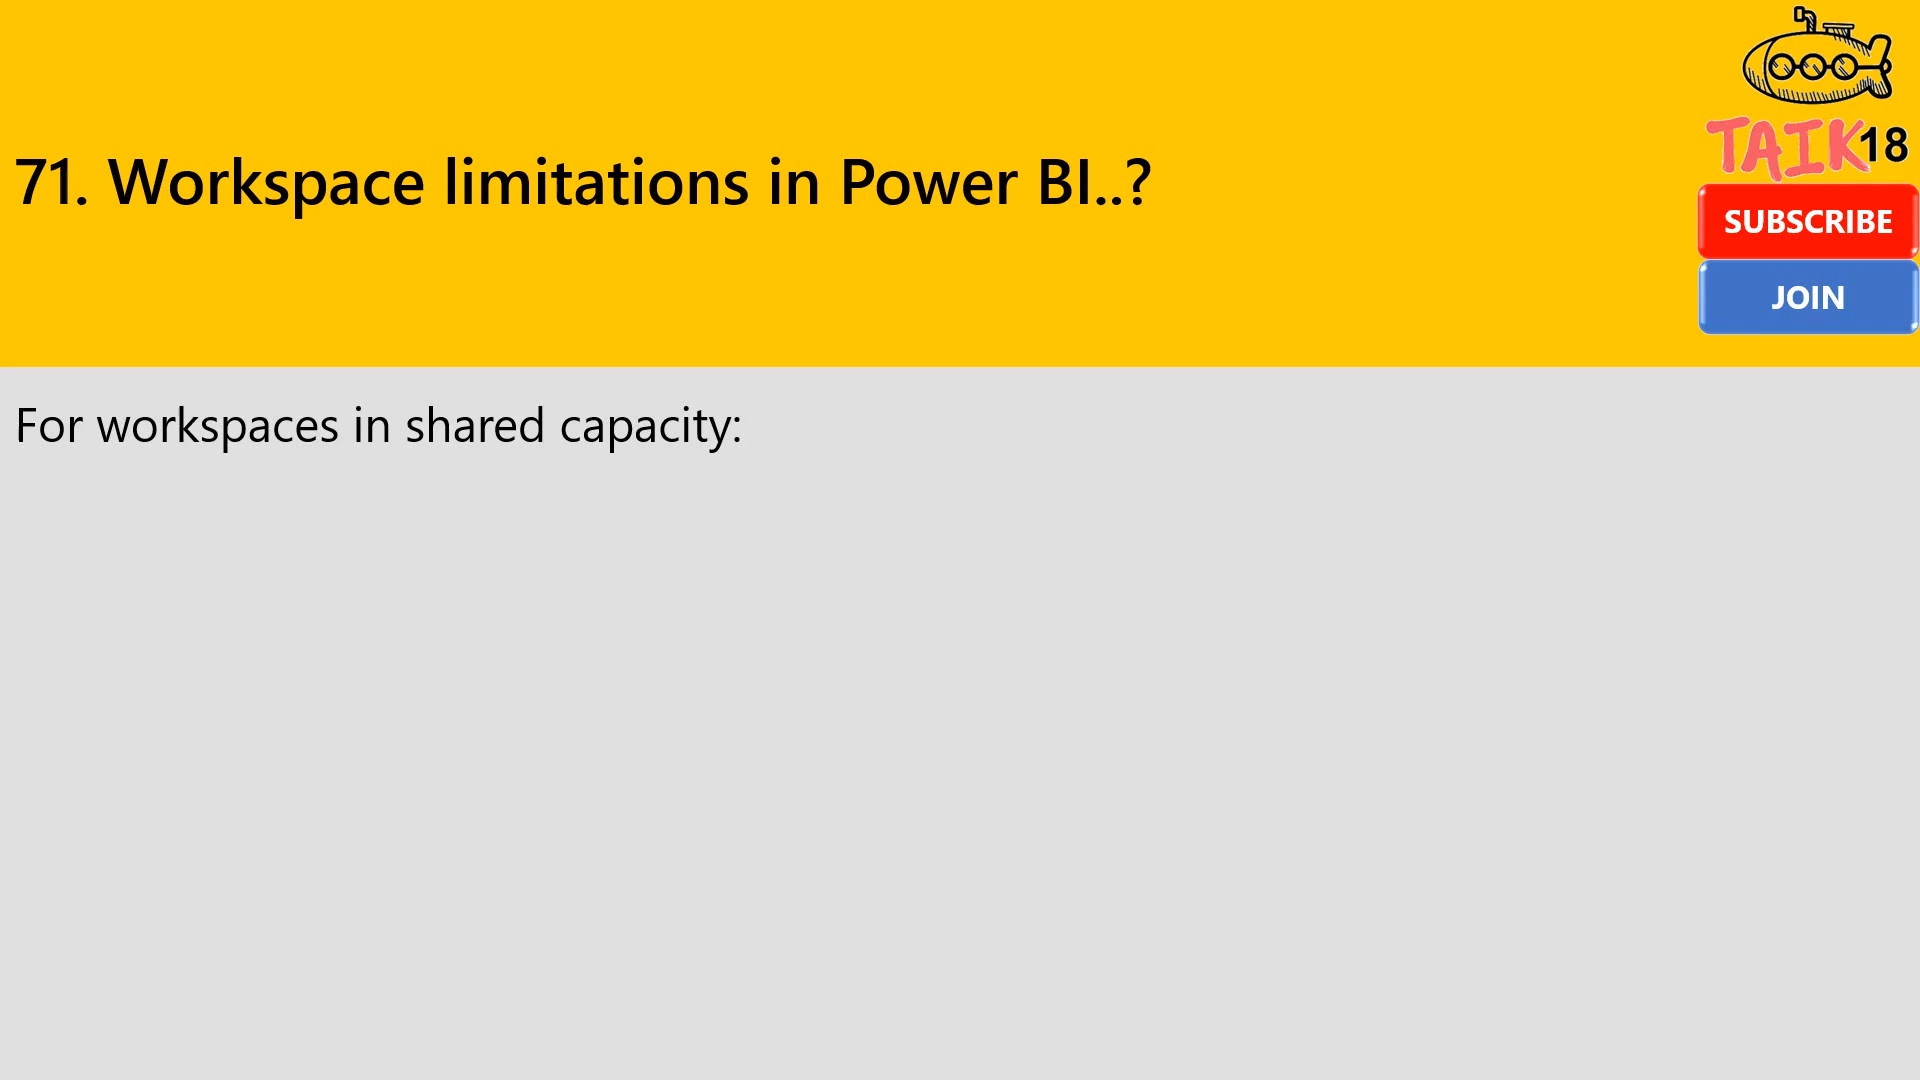 TAIK18
71. Workspace limitations in Power BI..?
SUBSCRIBE
JOIN
For workspaces in shared capacity: